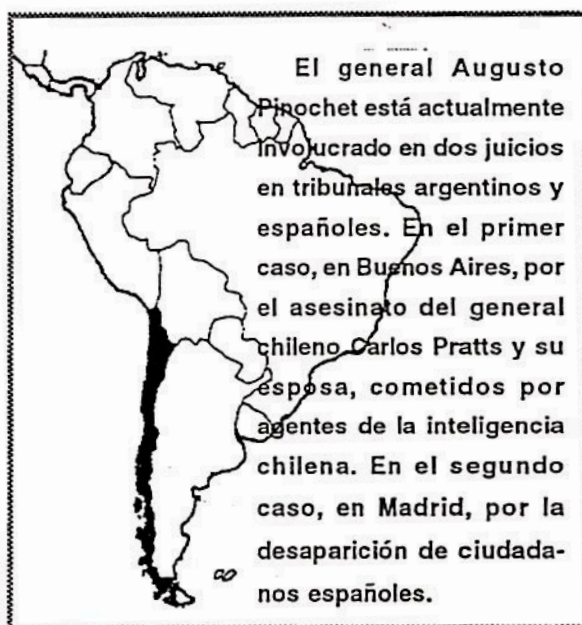 El general Augusto
Pinochet está actualmente
involucrado en dos juicios
en tribunales argentinos y
españoles. En el primer
caso, en Buenos Aires, por
el asesinato del general
chileno Carlos Pratts y su
esposa, cometidos por
agentes de la inteligencia
chilena. En el segundo
caso, en Madrid, por la
desaparición de ciudada-
nos españoles.